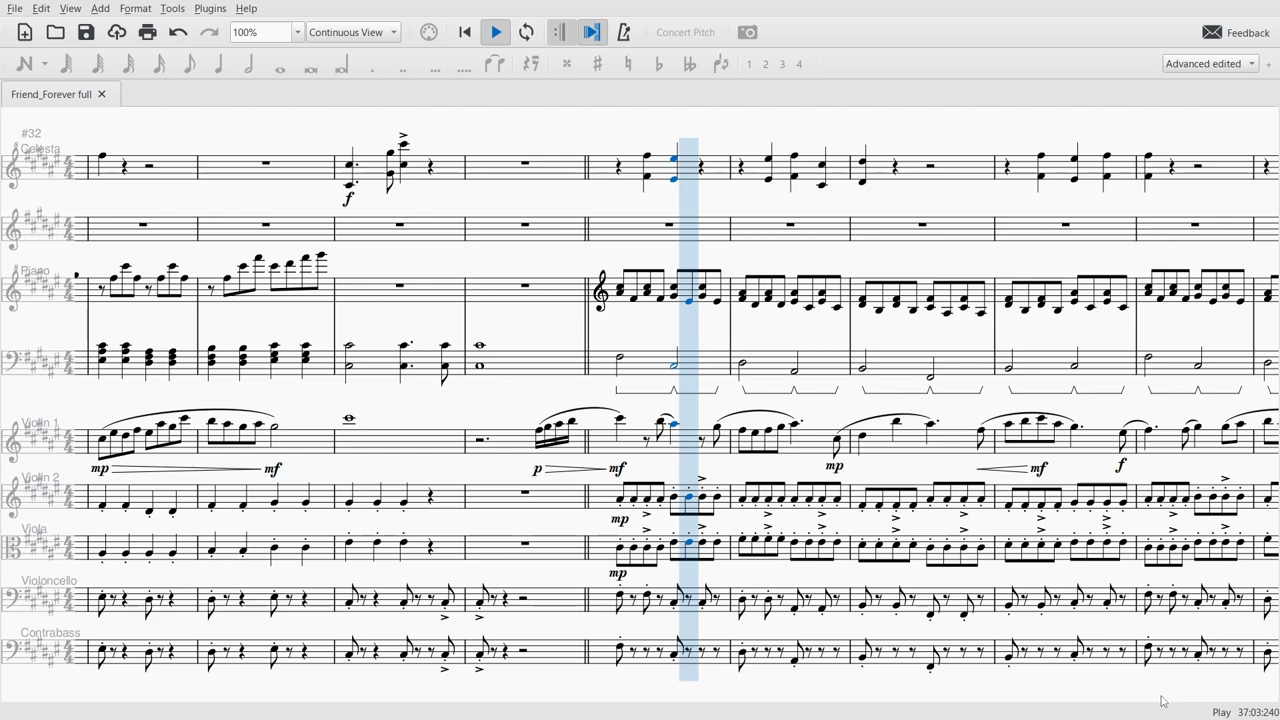 File Edit View Add Format Tools Plugins Help
100% Continuous View Concert Pitch Feedback
1 2 3 4 Advanced edited +
Friend_Forever full
#32
Celesta
f
Piano
Violin 1
mp mf p mf mp mf f
Violin 2
mp
Viola
mp
Violoncello
Contrabass
Play 37:03:240